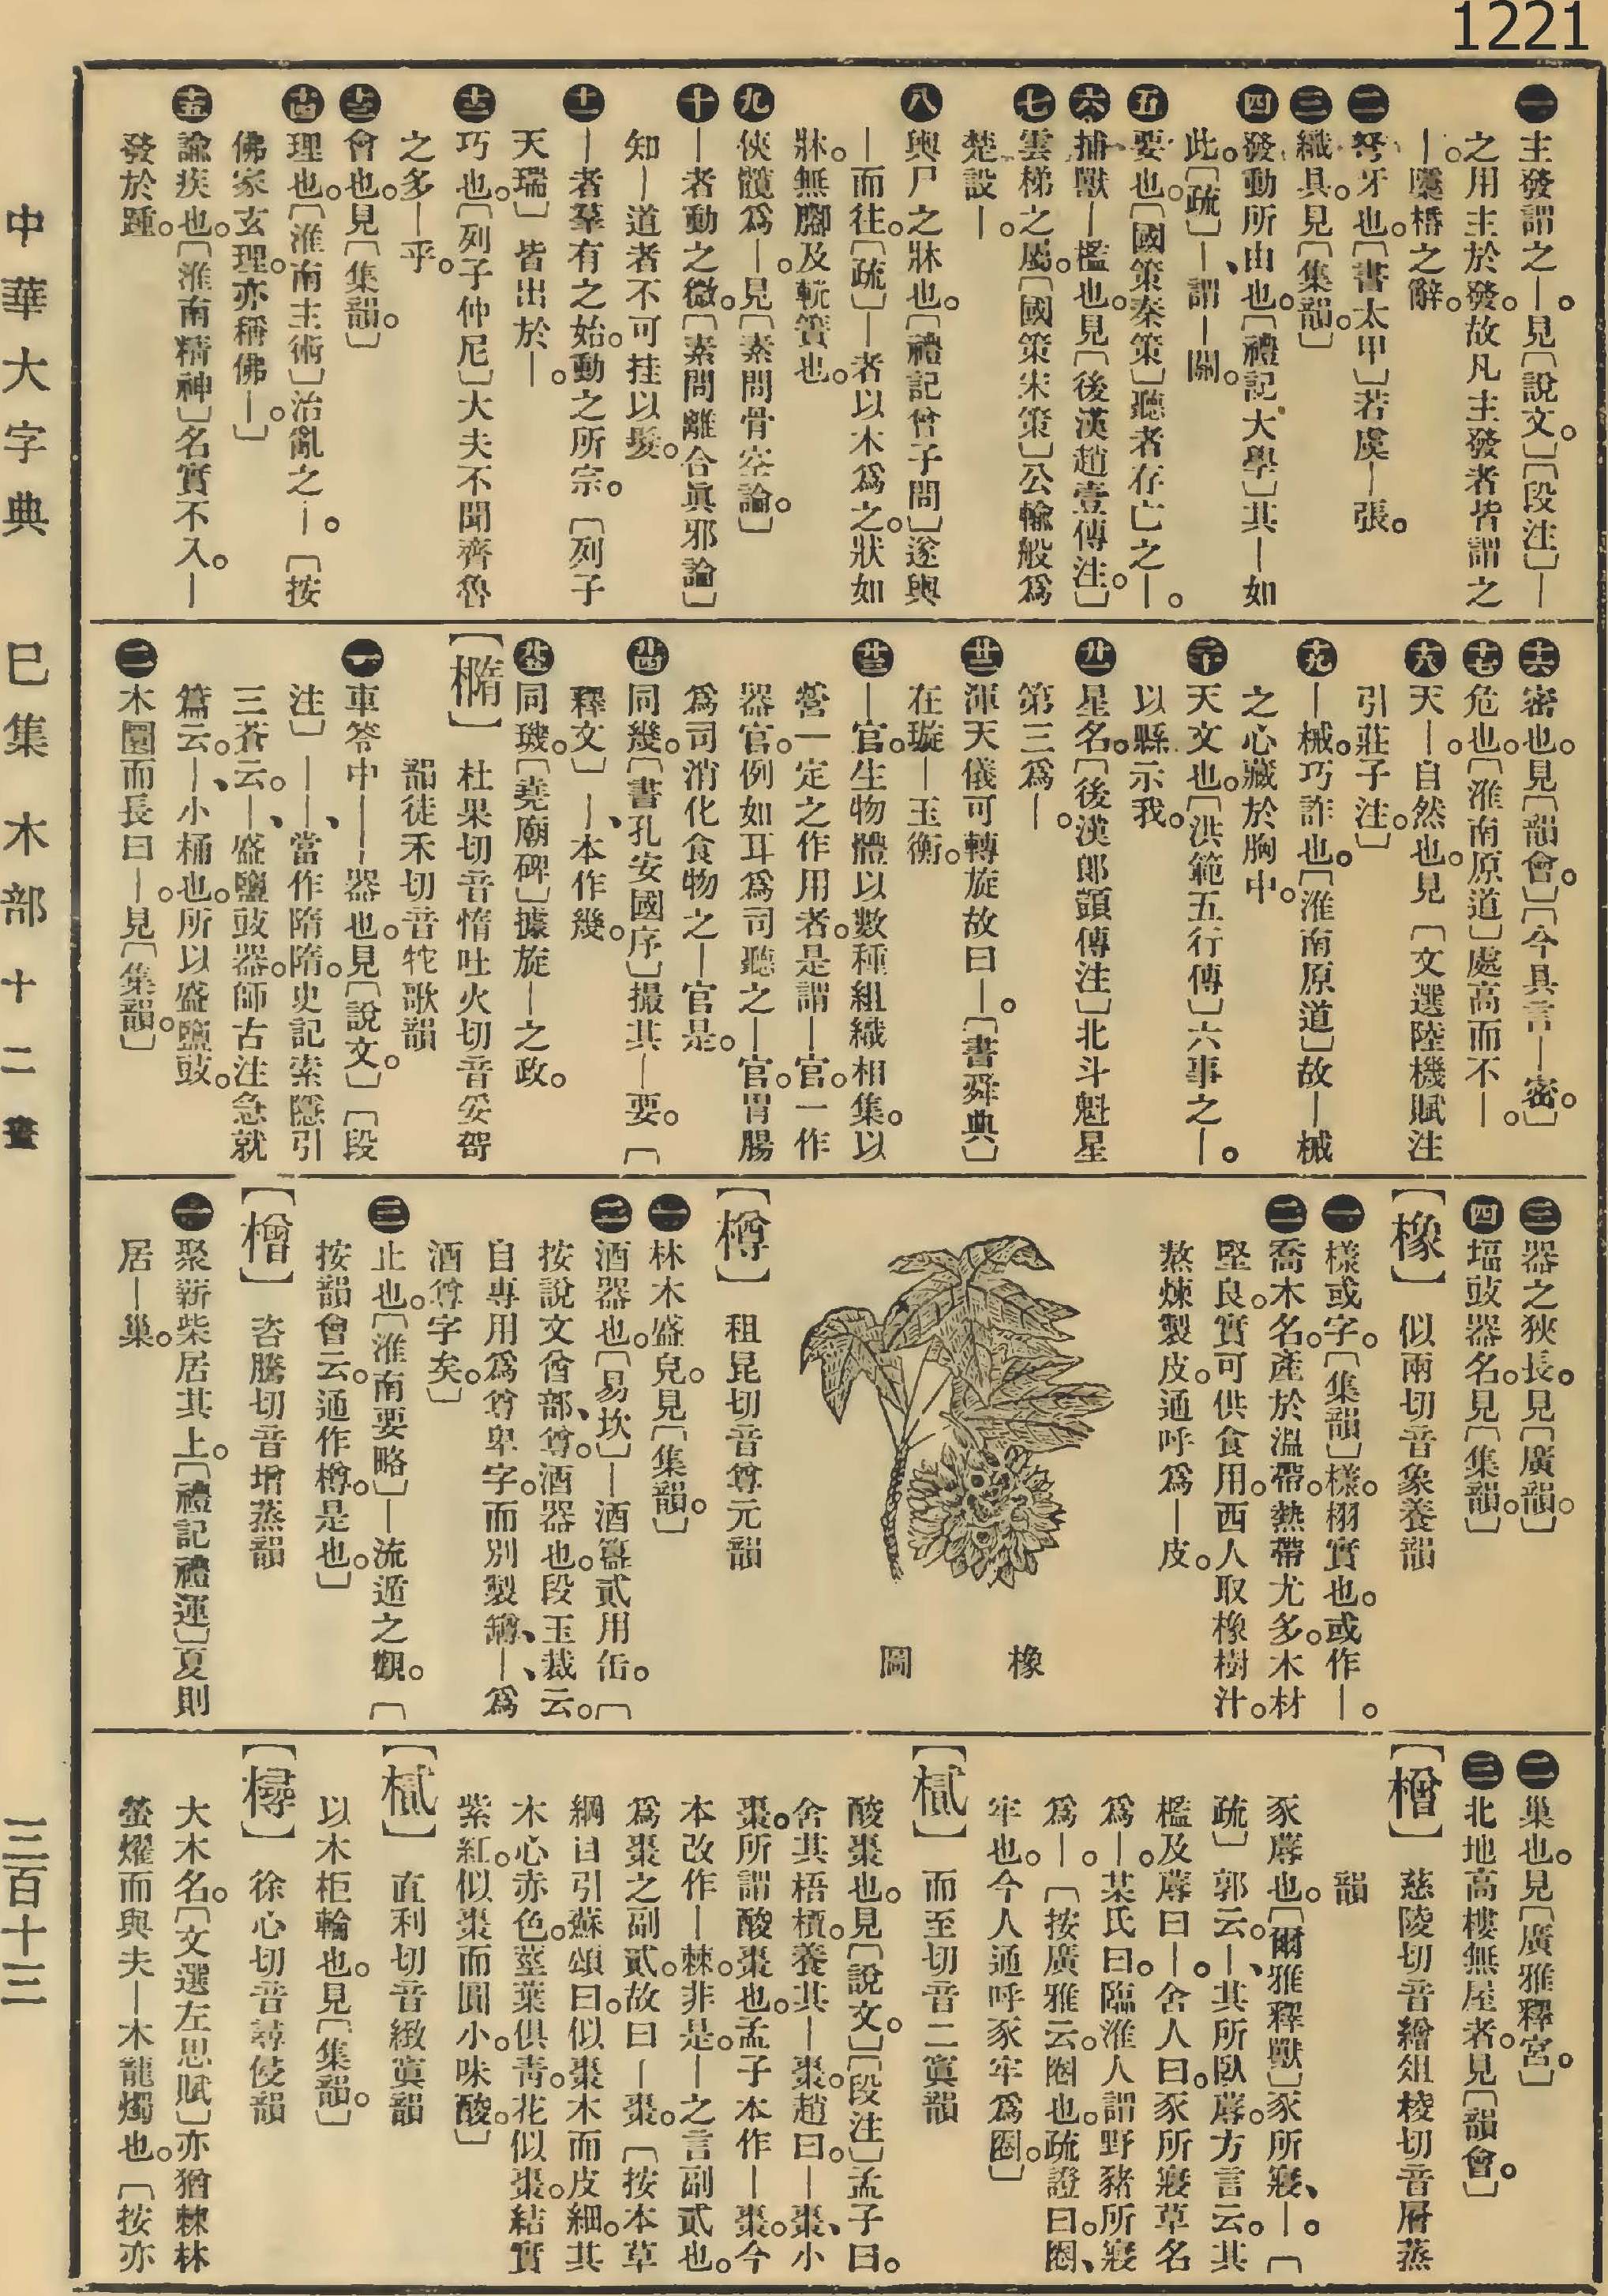 1221
中華大字典 巳集 木部 十二畫 三百十三
㊀主發謂之｜。見〔說文。〕〔段注〕｜
之用主於發。故凡主發者皆謂之
｜。檃㮔之辭。
㊁弩牙也。〔書太甲〕若虞｜張。
㊂織具。見〔集韻。〕
㊃發動所由也。〔禮記大學〕其｜如
此。〔疏〕｜、謂｜關。
㊄要也。〔國策秦策〕聽者存亡之｜。
㊅捕獸｜檻也。見〔後漢趙壹傳注。〕
㊆雲梯之屬。〔國策宋策〕公輸般爲
楚設｜。
㊇輿尸之牀也。〔禮記曾子問〕遂輿
｜而往。〔疏〕｜者以木爲之。狀如
牀。無腳及軏簀也。
㊈俠髖爲｜。見〔素問骨空論。〕
㊉｜者動之微。〔素問離合眞邪論〕
知｜道者不可挂以髮。
十一｜者羣有之始。動之所宗。〔列子
天瑞〕皆出於｜。
十二巧也。〔列子仲尼〕大夫不聞齊魯
之多｜乎。
十三會也。見〔集韻。〕
十四理也。〔淮南主術〕治亂之｜。〔按
佛家玄理。亦稱佛｜。〕
十五諭疾也。〔淮南精神〕名實不入。｜
發於踵。
十六密也。見〔韻會。〕〔今具言｜密。〕
十七危也。〔淮南原道〕處高而不｜。
十八天｜。自然也。見〔文選陸機賦注
引莊子注。〕
十九｜械。巧詐也。〔淮南原道〕故｜械
之心藏於胸中。
二十天文也。〔洪範五行傳〕六事之｜。
以縣示我。
廿一星名。〔後漢郎顗傳注〕北斗魁星
第三爲｜。
廿二渾天儀可轉旋故曰｜。〔書舜典〕
在璇｜玉衡。
廿三｜官。生物體以數種組織相集。以
營一定之作用者。是謂｜官。一作
器官。例如耳爲司聽之｜官。胃腸
爲司消化食物之｜官是。
廿四同幾。〔書孔安國序〕撮其｜要。〔
釋文〕｜、本作幾。
廿五同璣。〔堯廟碑〕據旋｜之政。
【橢】杜果切音惰吐火切音妥哿
韻徒禾切音牝歌韻
㊀車笭中｜｜器也。見〔說文。〕〔段
注〕｜｜、當作隋隋。史記索隱引
三蒼云。｜、盛鹽豉器。師古注急就
篇云。｜、小桶也。所以盛鹽豉。
㊁木圜而長曰｜。見〔集韻。〕
㊂器之狹長。見〔廣韻。〕
㊃堛豉器名。見〔集韻。〕
【橡】似兩切音象養韻
㊀樣或字。〔集韻〕樣。栩實也。或作｜。
㊁喬木名。產於溫帶。熱帶尤多。木材
堅良。實可供食用。西人取橡樹汁。
熬煉製皮。通呼爲｜皮。
橡圖
【樽】租昆切音尊元韻
㊀林木盛皃。見〔集韻。〕
㊁酒器也。〔易坎〕｜酒簋貳用缶。〔
按說文酋部、尊。酒器也。段玉裁云。
自專用爲尊卑字。而別製罇、｜、爲
酒尊字矣。〕
㊂止也。〔淮南要略〕｜流遁之觀。〔
按韻會云。通作樽。是也。〕
【橧】咨騰切音增蒸韻
㊀聚薪柴居其上。〔禮記禮運〕夏則
居｜巢。
㊁巢也。見〔廣雅釋宮。〕
㊂北地高樓無屋者。見〔韻會。〕
【橧】慈陵切音繒俎棱切音層蒸
韻
豕蓐也。〔爾雅釋獸〕豕所寢、｜。〔
疏〕郭云。｜、其所臥蓐。方言云。其
檻及蓐曰｜。舍人曰。豕所寢草名
爲｜。某氏曰。臨淮人謂野豬所寢
爲｜。〔按廣雅云。圈也。疏證曰。圈、
牢也。今人通呼豕牢爲圈。〕
【樲】而至切音二寘韻
酸棗也。見〔說文。〕〔段注〕孟子曰。
舍其梧檟。養其｜棗。趙曰。｜棗、小
棗。所謂酸棗也。孟子本作｜棗。今
本改作｜棘。非是。｜之言副貳也。
爲棗之副貳。故曰｜棗。〔按本草
綱目引蘇頌曰。似棗木而皮細。其
木心赤色。莖葉俱青。花似棗。結實
紫紅。似棗而圓小。味酸。〕
【樲】直利切音緻寘韻
以木柜輪也。見〔集韻。〕
【樳】徐心切音尋侵韻
大木名。〔文選左思賦〕亦猶棘林
螢燿而與夫｜木龍燭也。〔按亦